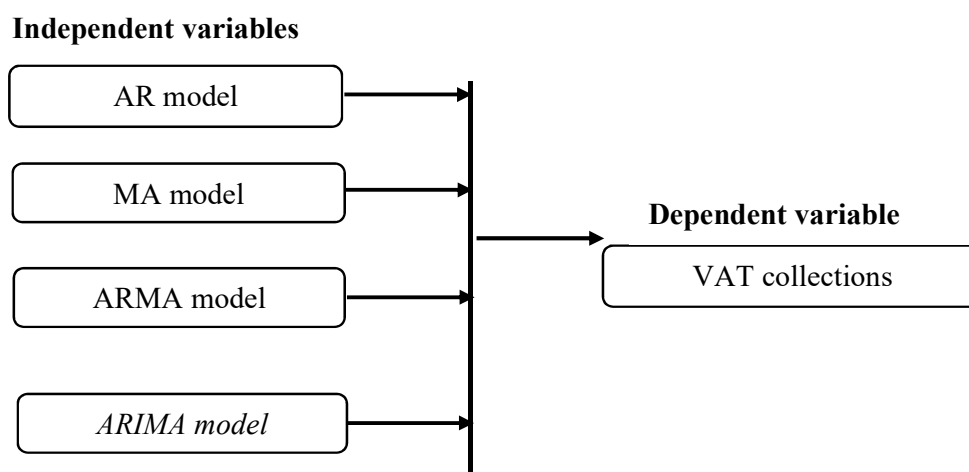 Independent variables
AR model
MA model
ARMA model
ARIMA model
Dependent variable
VAT collections